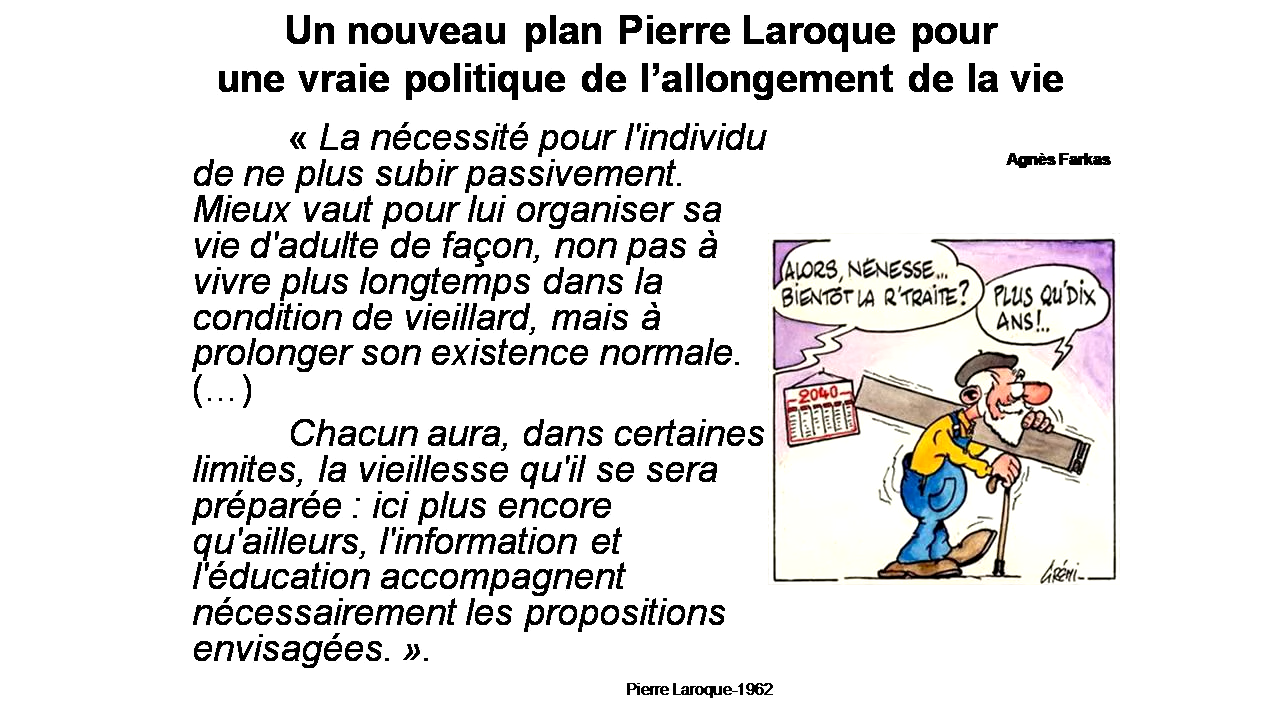 Un nouveau plan Pierre Laroque pour
une vraie politique de l’allongement de la vie
« La nécessité pour l'individu
de ne plus subir passivement.
Mieux vaut pour lui organiser sa
vie d'adulte de façon, non pas à
vivre plus longtemps dans la
condition de vieillard, mais à
prolonger son existence normale.
(…)
Chacun aura, dans certaines
limites, la vieillesse qu'il se sera
préparée : ici plus encore
qu'ailleurs, l'information et
l'éducation accompagnent
nécessairement les propositions
envisagées. ».
Pierre Laroque-1962
Agnès Farkas
ALORS, NÉNESSE...
BIENTÔT LA R'TRAITE?
PLUS QU'DIX
ANS!..
2040